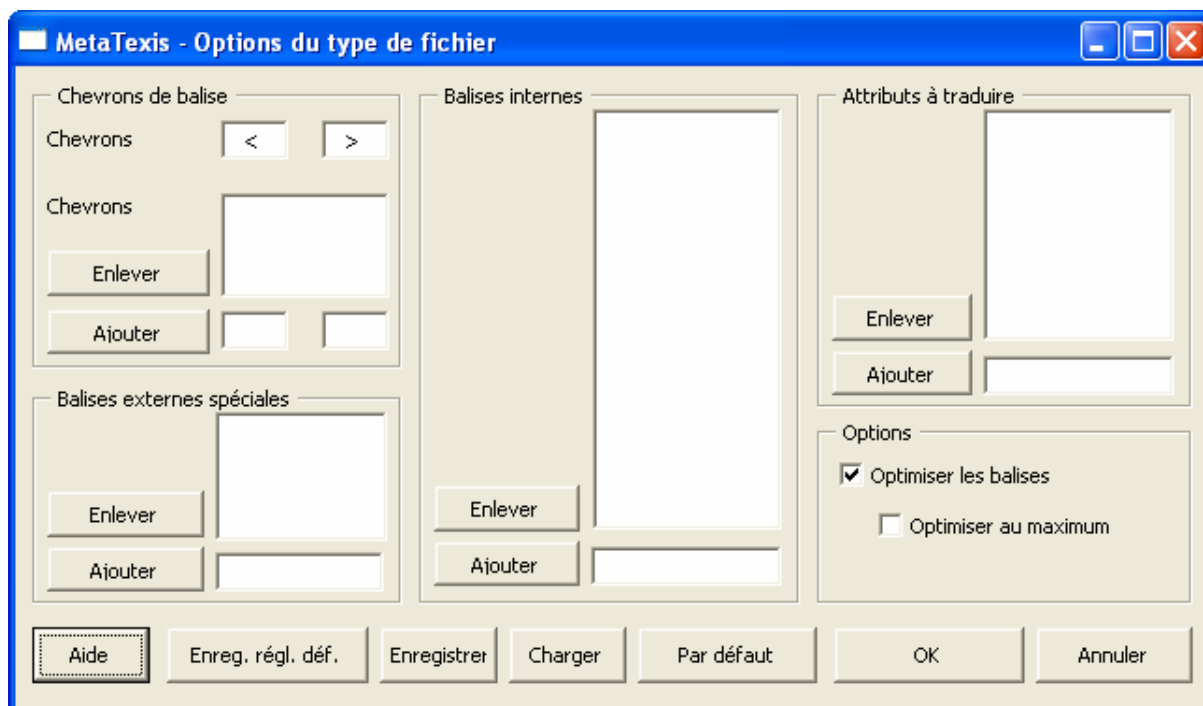 MetaTexis - Options du type de fichier
Chevrons de balise
Chevrons < >
Chevrons
Enlever
Ajouter
Balises externes spéciales
Enlever
Ajouter
Balises internes
Enlever
Ajouter
Attributs à traduire
Enlever
Ajouter
Options
Optimiser les balises
Optimiser au maximum
Aide Enreg. régl. déf. Enregistrer Charger Par défaut OK Annuler